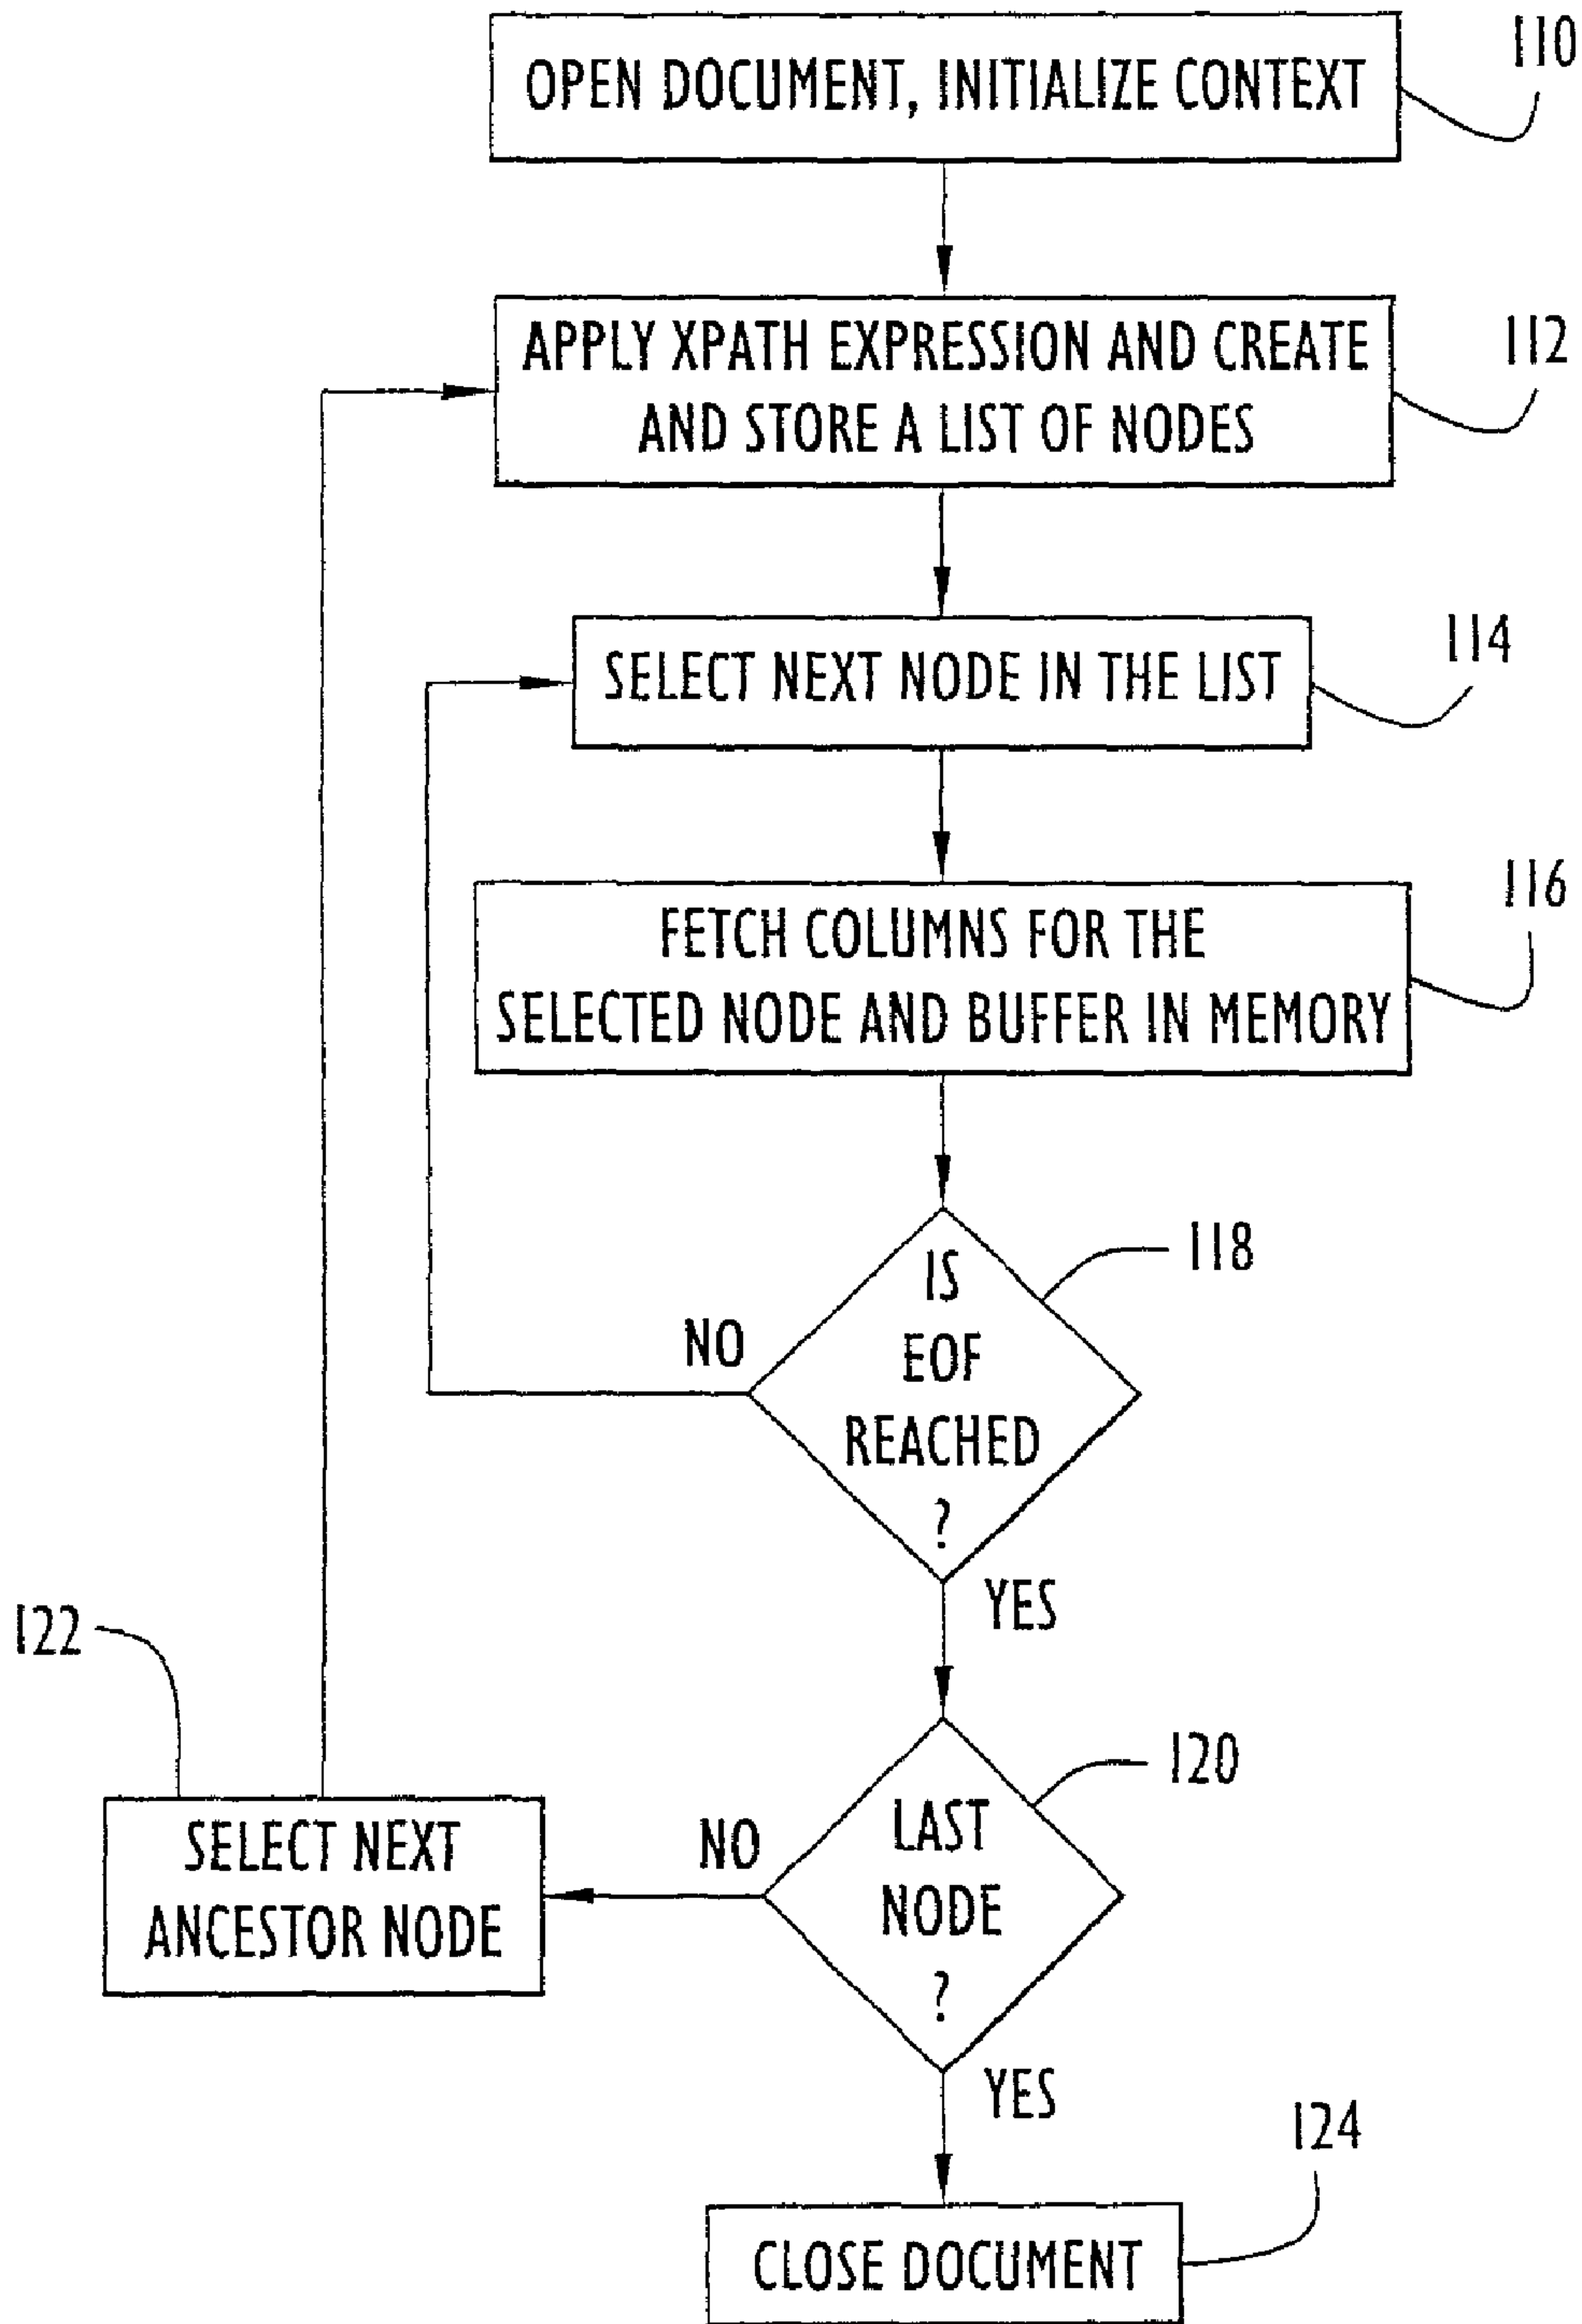 110
OPEN DOCUMENT, INITIALIZE CONTEXT
112
APPLY XPATH EXPRESSION AND CREATE
AND STORE A LIST OF NODES
114
SELECT NEXT NODE IN THE LIST
116
FETCH COLUMNS FOR THE
SELECTED NODE AND BUFFER IN MEMORY
118
IS
EOF
REACHED
?
NO
YES
122
120
LAST
NODE
?
NO
SELECT NEXT
ANCESTOR NODE
YES
124
CLOSE DOCUMENT